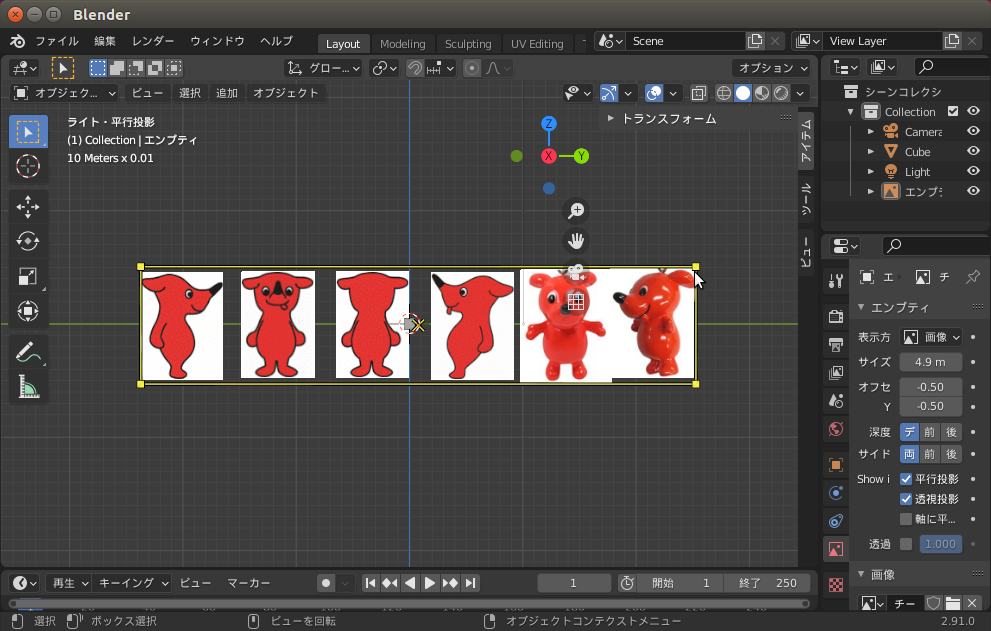 Blender
ファイル 編集 レンダー ウィンドウ ヘルプ Layout Modeling Sculpting UV Editing Scene View Layer
グロー... オプション
オブジェク... ビュー 選択 追加 オブジェクト
ライト・平行投影
(1) Collection | エンプティ
10 Meters x 0.01
トランスフォーム
Z
X Y
アイテム
ツール
ビュー
シーンコレクシ
Collection
Camera
Cube
Light
エンプテ
エ チ
エンプティ
表示方 画像
サイズ 4.9 m
オフセ -0.50
Y -0.50
深度 デ 前 後
サイド 両 前 後
Show i 平行投影
透視投影
軸に平...
透過 1.000
画像
チー
再生 キーイング ビュー マーカー 1 開始 1 終了 250
選択 ボックス選択 ビューを回転 オブジェクトコンテクストメニュー 2.91.0